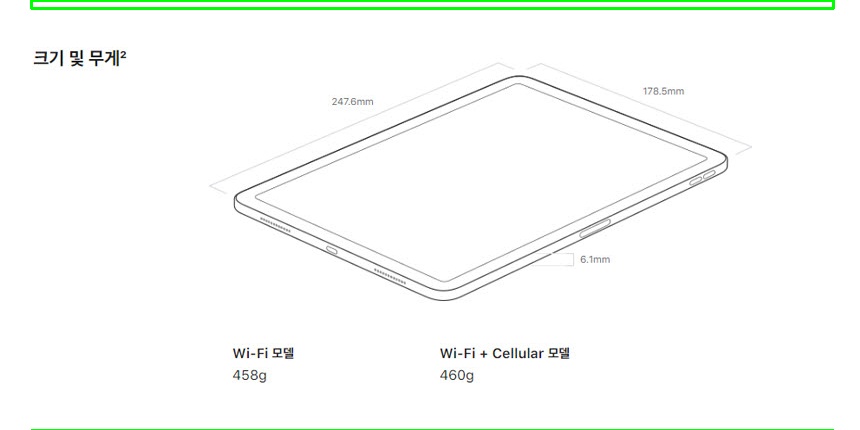 크기 및 무게²
247.6mm
178.5mm
6.1mm
Wi-Fi 모델
458g
Wi-Fi + Cellular 모델
460g